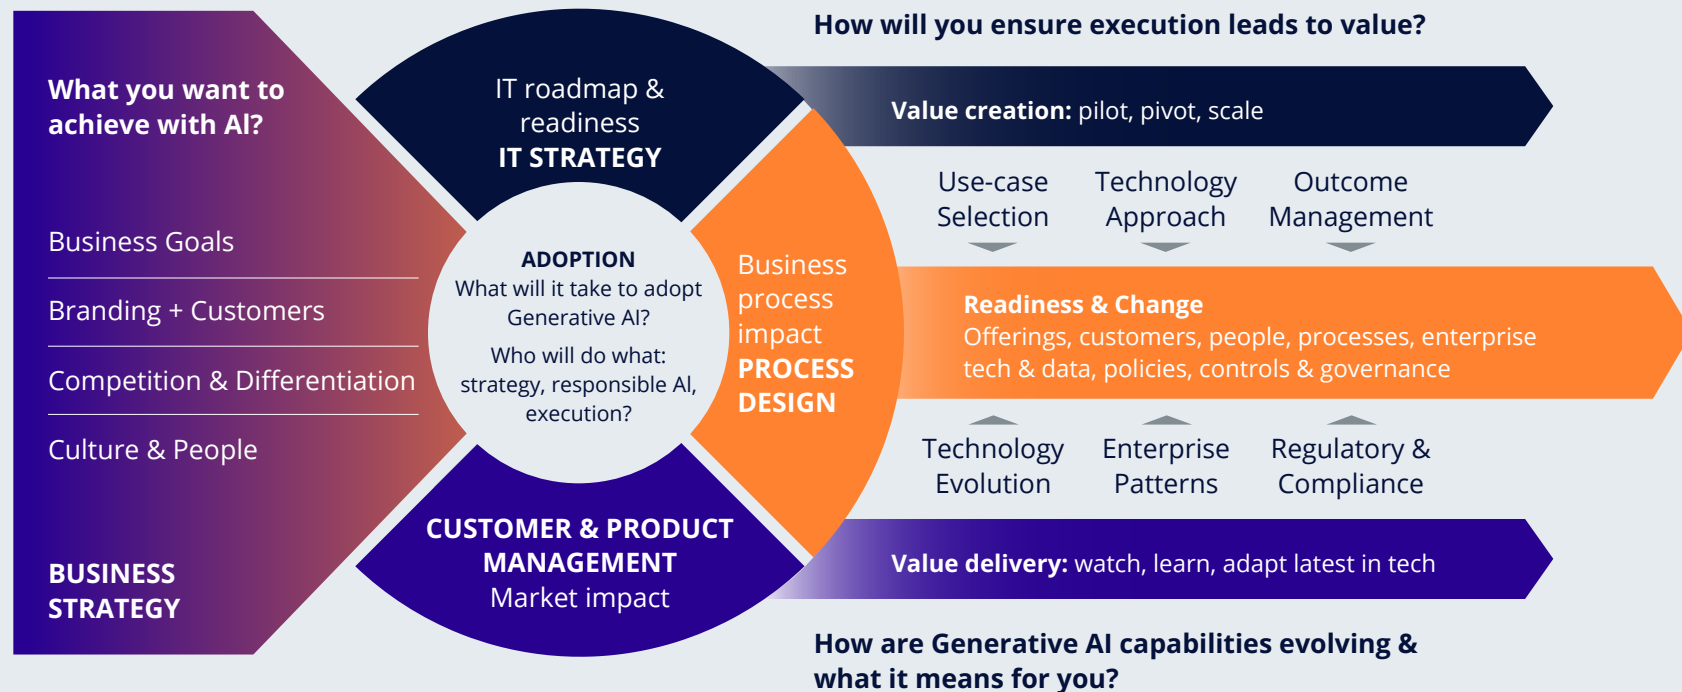 What you want to
achieve with AI?
Business Goals
Branding + Customers
Competition & Differentiation
Culture & People
BUSINESS
STRATEGY
IT roadmap &
readiness
IT STRATEGY
ADOPTION
What will it take to adopt
Generative AI?
Who will do what:
strategy, responsible AI,
execution?
Business
process
impact
PROCESS
DESIGN
CUSTOMER & PRODUCT
MANAGEMENT
Market impact
How will you ensure execution leads to value?
Value creation: pilot, pivot, scale
Use-case
Selection
Technology
Approach
Outcome
Management
Readiness & Change
Offerings, customers, people, processes, enterprise
tech & data, policies, controls & governance
Technology
Evolution
Enterprise
Patterns
Regulatory &
Compliance
Value delivery: watch, learn, adapt latest in tech
How are Generative AI capabilities evolving &
what it means for you?